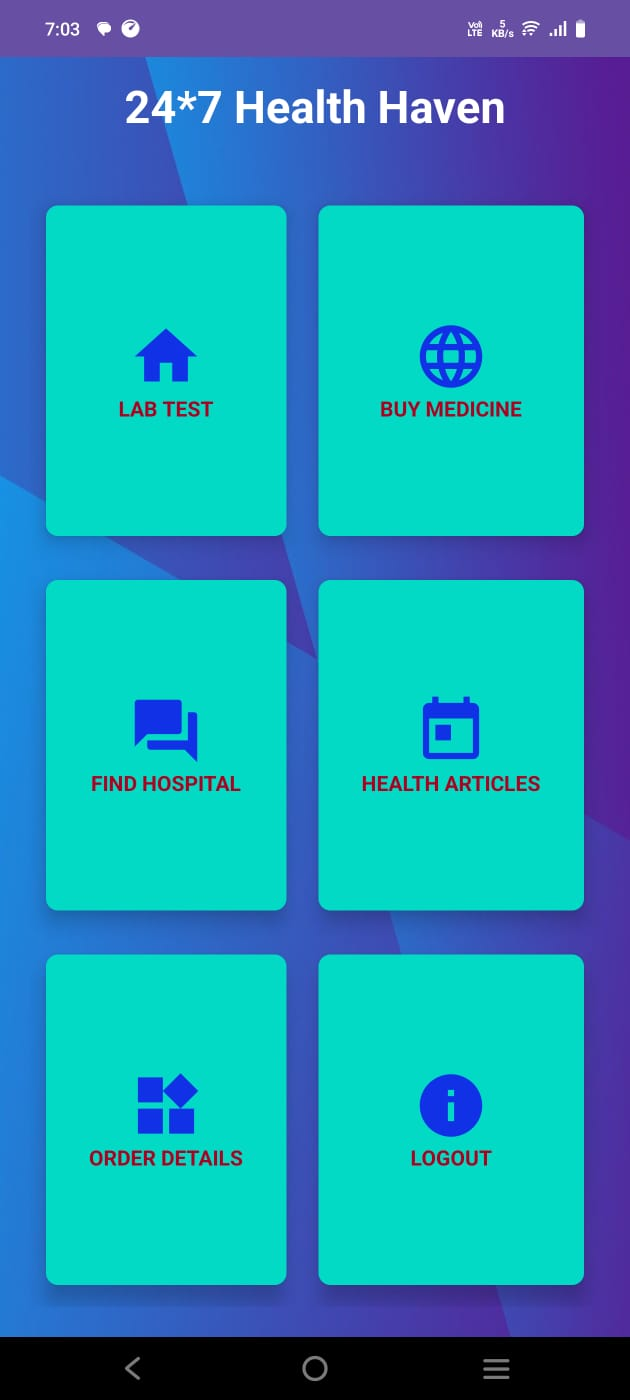 7:03
Vo)) 5
LTE KB/s
24*7 Health Haven
LAB TEST
BUY MEDICINE
FIND HOSPITAL
HEALTH ARTICLES
ORDER DETAILS
LOGOUT